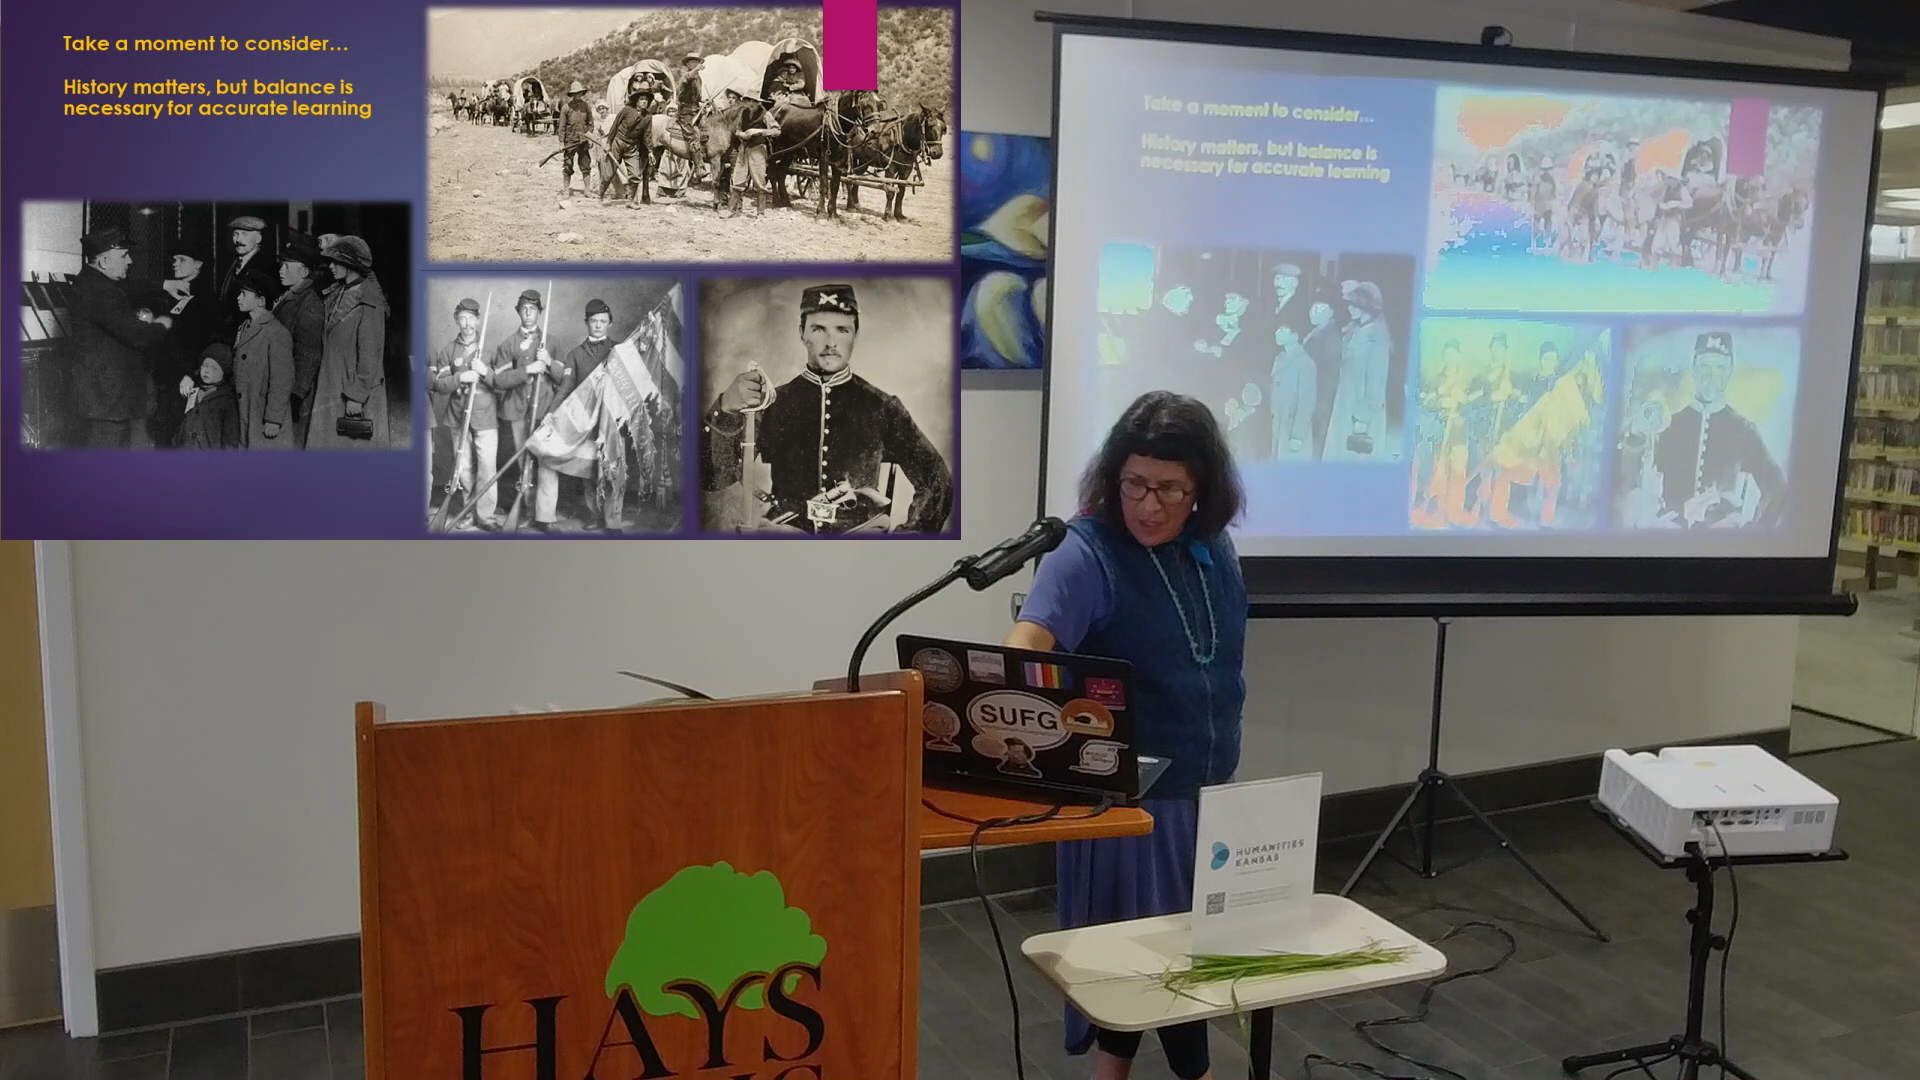 Take a moment to consider...
History matters, but balance is
necessary for accurate learning
Take a moment to consider...
History matters, but balance is
necessary for accurate learning
SUFG
HUMANITIES
KANSAS
HAYS